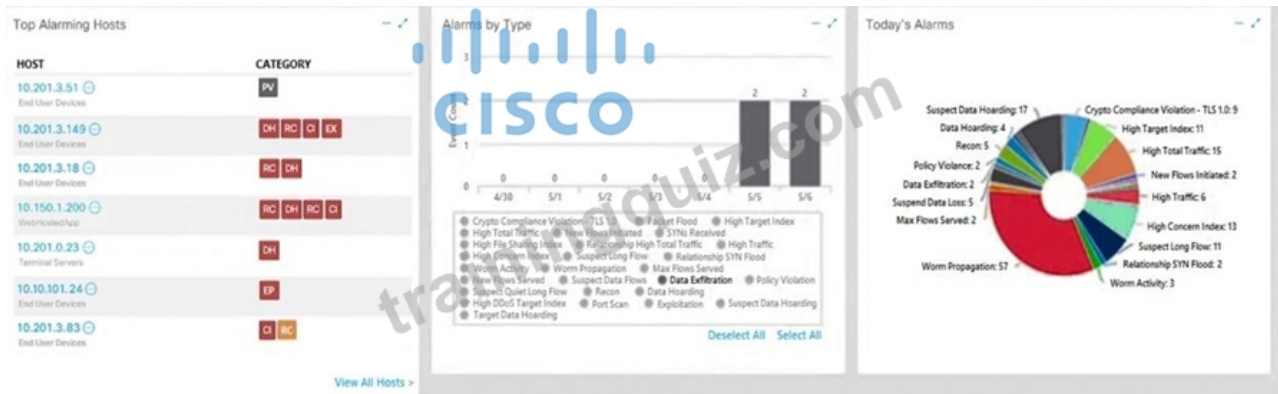 Top Alarming Hosts
HOST CATEGORY
10.201.3.51
End User Devices
PV
10.201.3.149
End User Devices
DH RC CI EX
10.201.3.18
End User Devices
RC DH
10.150.1.200
WebHostedApp
RC DH RC CI
10.201.0.23
Terminal Servers
DH
10.10.101.24
End User Devices
EP
10.201.3.83
End User Devices
CI RC
View All Hosts >
Alarms by Type
CISCO
Event Count
3
2
1
0
0 0 0 0 0 2 2
4/30 5/1 5/2 5/3 5/4 5/5 5/6
Crypto Compliance Violation - TLS 1.0 Packet Flood High Target Index
High Total Traffic New Flows Initiated SYNs Received
High File Sharing Index Relationship High Total Traffic High Traffic
High Concern Index Suspect Long Flow Relationship SYN Flood
Worm Activity Worm Propagation Max Flows Served
New Flows Served Suspect Data Flows Data Exfiltration Policy Violation
Suspect Quiet Long Flow Recon Data Hoarding
High DDoS Target Index Port Scan Exploitation Suspect Data Hoarding
Target Data Hoarding
Deselect All Select All
trainingquiz.com
Today's Alarms
Suspect Data Hoarding: 17
Data Hoarding: 4
Recon: 5
Policy Violance: 2
Data Exfiltration: 2
Suspend Data Loss: 5
Max Flows Served: 2
Worm Propagation: 57
Crypto Compliance Violation - TLS 1.0: 9
High Target Index: 11
High Total Traffic: 15
New Flows Initiated: 2
High Traffic: 6
High Concern Index: 13
Suspect Long Flow: 11
Relationship SYN Flood: 2
Worm Activity: 3